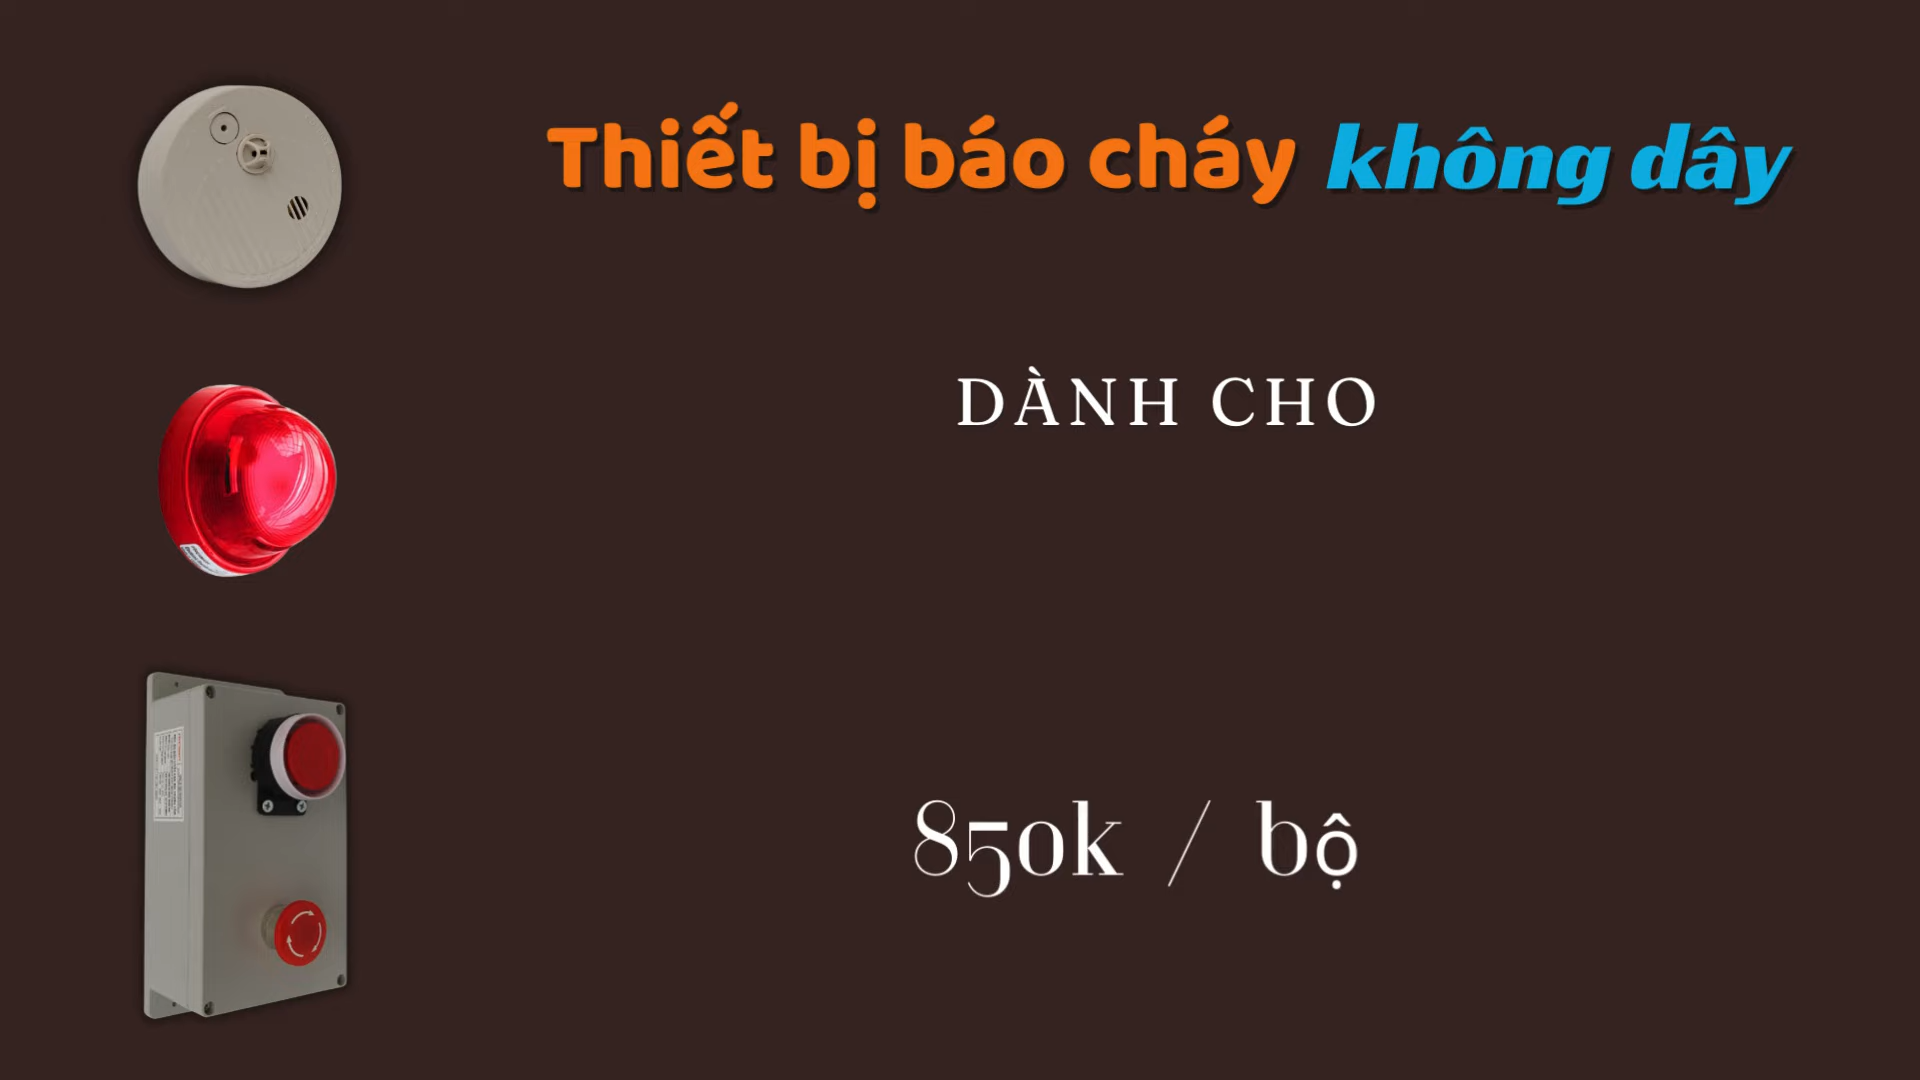 Thiết bị báo cháy không dây
DÀNH CHO
850k / bộ